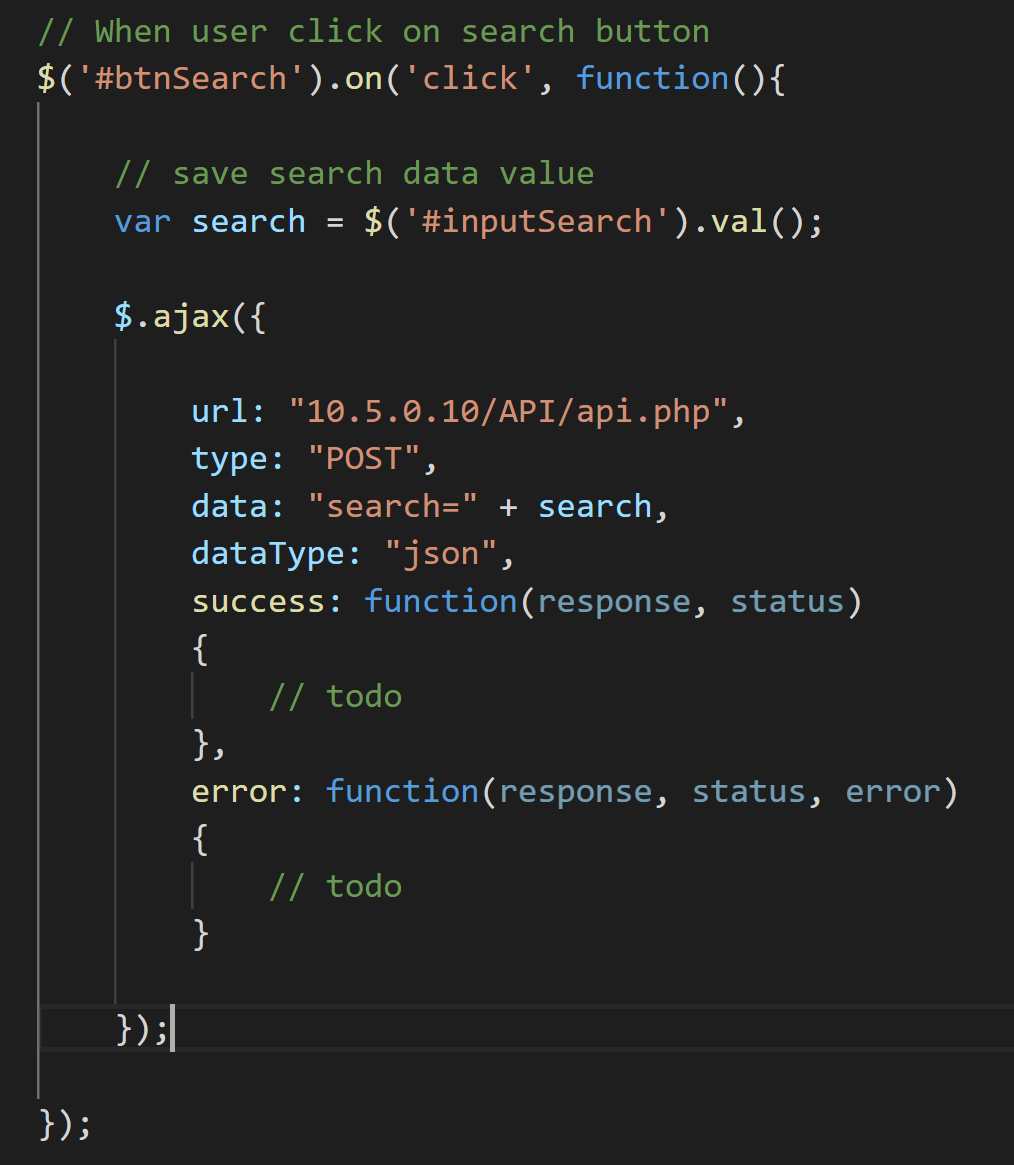 // When user click on search button
$('#btnSearch').on('click', function(){
// save search data value
var search = $('#inputSearch').val();
$.ajax({
url: "10.5.0.10/API/api.php",
type: "POST",
data: "search=" + search,
dataType: "json",
success: function(response, status)
{
// todo
},
error: function(response, status, error)
{
// todo
}
});
});